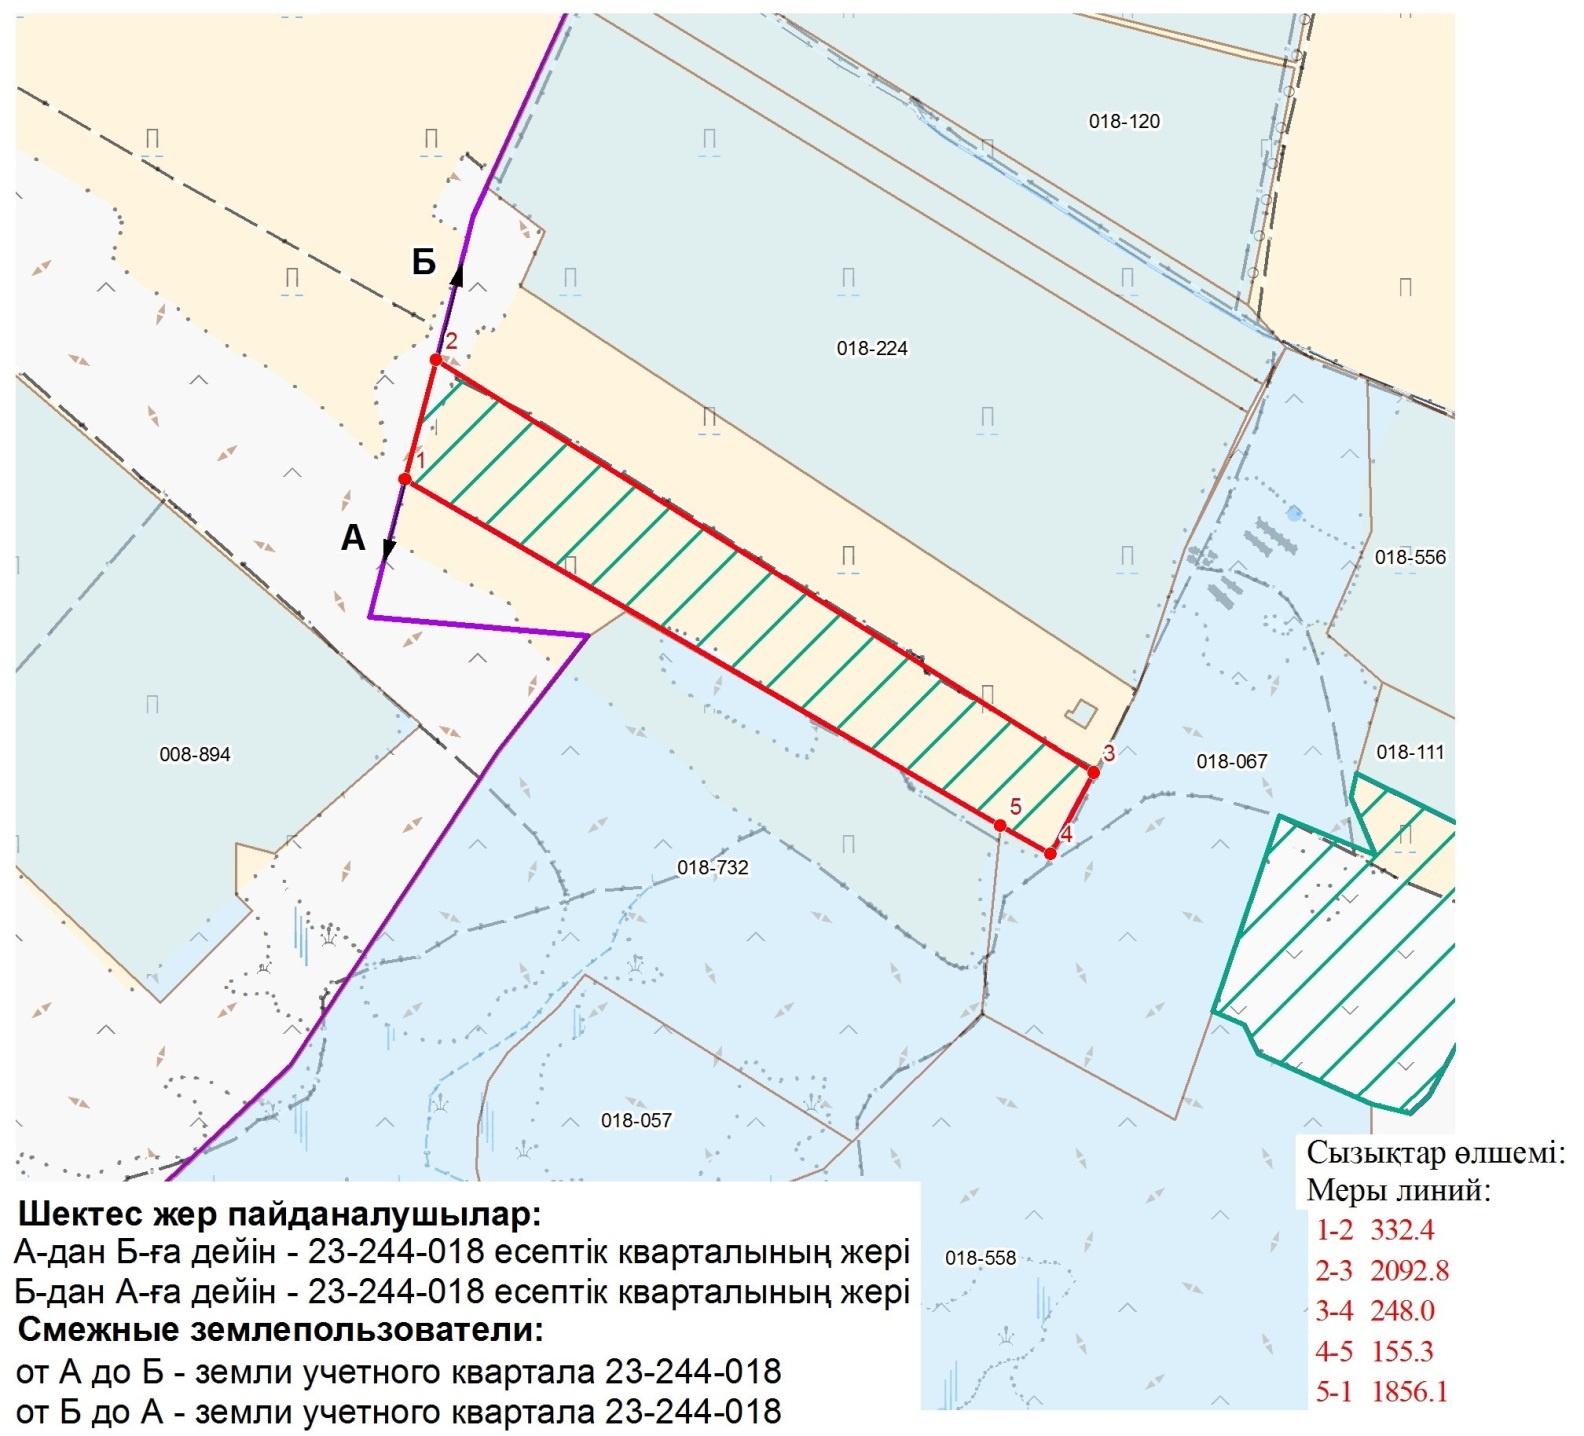 018-120
Б
018-224
2
1
А
018-556
008-894
3
018-067
018-111
5
4
018-732
018-057
018-558
Сызықтар өлшемі:
Меры линий:
1-2 332.4
2-3 2092.8
3-4 248.0
4-5 155.3
5-1 1856.1
Шектес жер пайданалушылар:
А-дан Б-ға дейін - 23-244-018 есептік кварталының жері
Б-дан А-ға дейін - 23-244-018 есептік кварталының жері
Смежные землепользователи:
от А до Б - земли учетного квартала 23-244-018
от Б до А - земли учетного квартала 23-244-018